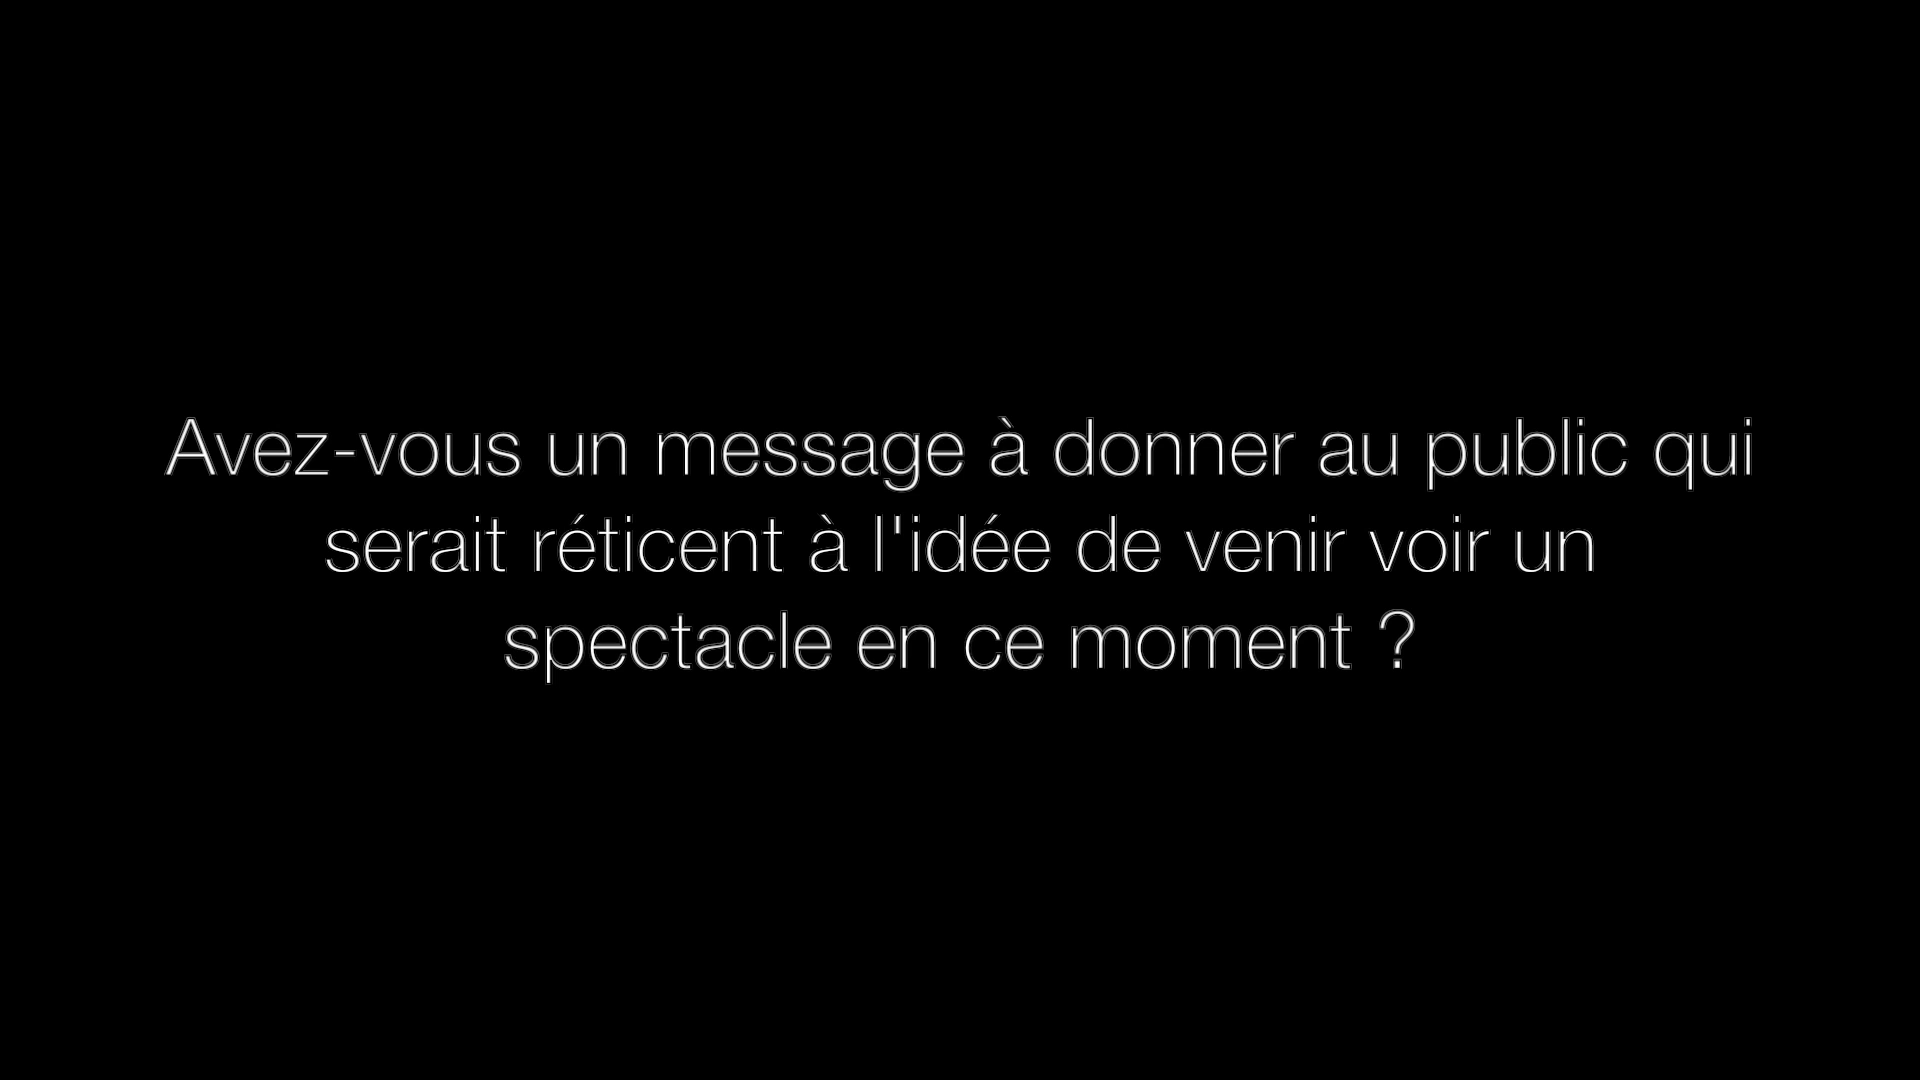 Avez-vous un message à donner au public qui
serait réticent à l'idée de venir voir un
spectacle en ce moment ?